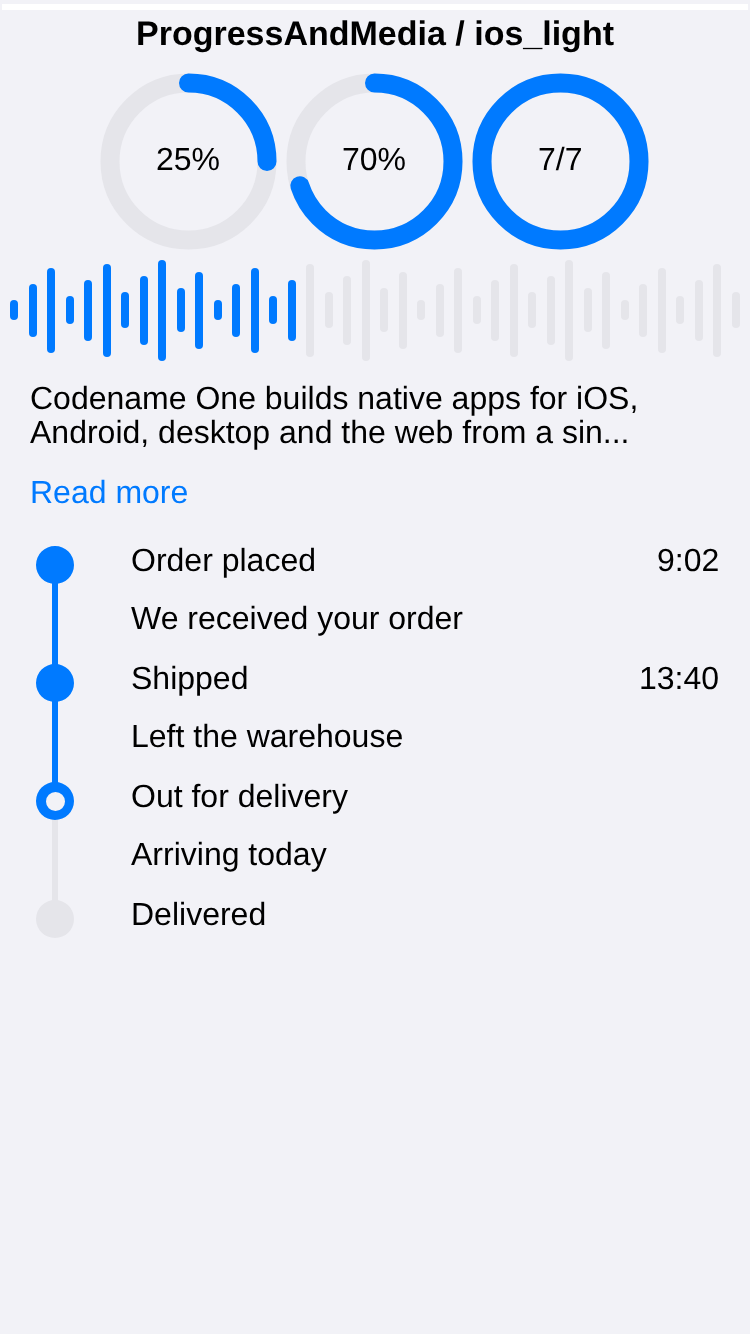 ProgressAndMedia / ios_light
25%
70%
7/7
Codename One builds native apps for iOS,
Android, desktop and the web from a sin...
Read more
Order placed 9:02
We received your order
Shipped 13:40
Left the warehouse
Out for delivery
Arriving today
Delivered